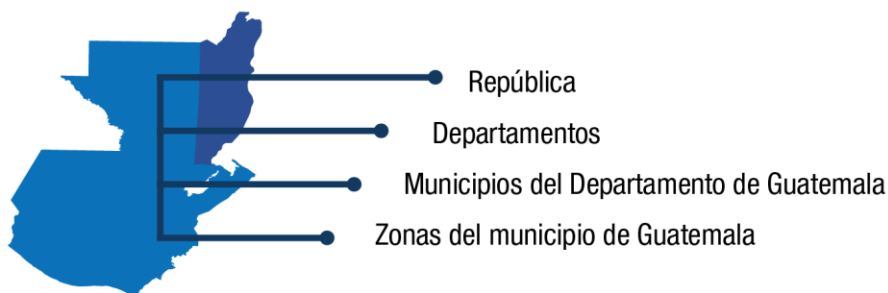 República
Departamentos
Municipios del Departamento de Guatemala
Zonas del municipio de Guatemala